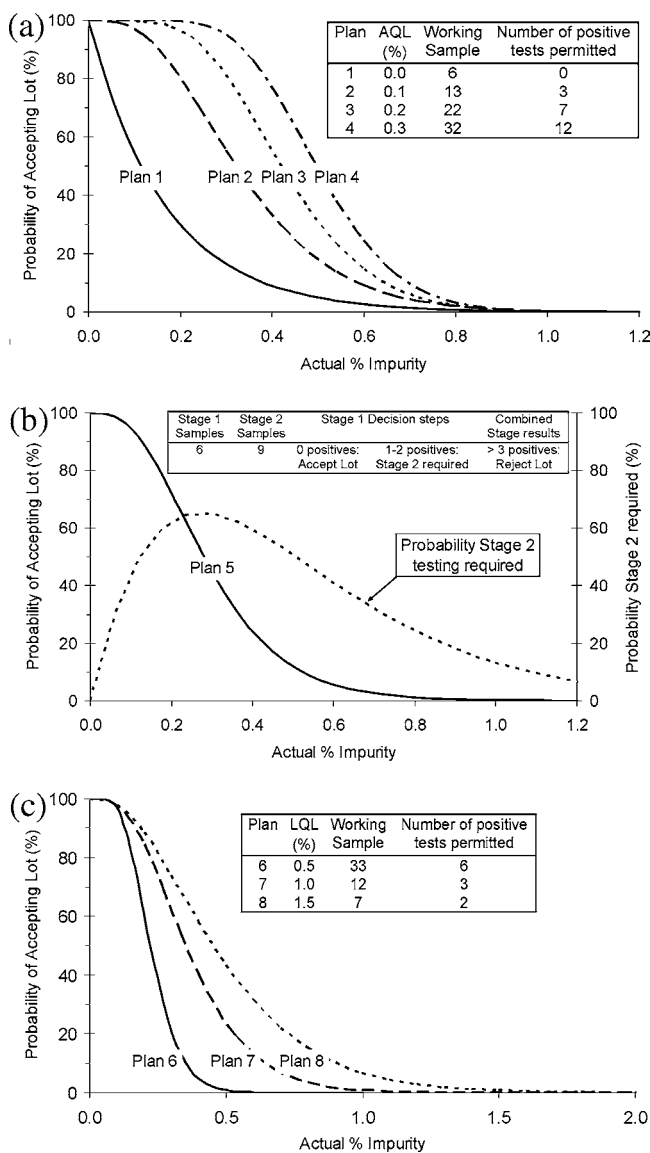 (a)
Plan AQL (%) Working Sample Number of positive tests permitted
1 0.0 6 0
2 0.1 13 3
3 0.2 22 7
4 0.3 32 12
Probability of Accepting Lot (%)
100
80
60
40
20
0
Plan 1
Plan 2
Plan 3
Plan 4
0.0 0.2 0.4 0.6 0.8 1.0 1.2
Actual % Impurity
(b)
Stage 1 Samples Stage 2 Samples Stage 1 Decision steps Combined Stage results
6 9 0 positives: Accept Lot 1-2 positives: Stage 2 required > 3 positives: Reject Lot
Probability of Accepting Lot (%)
100
80
60
40
20
0
Plan 5
Probability Stage 2
testing required
100
80
60
40
20
0
Probability Stage 2 required (%)
0.0 0.2 0.4 0.6 0.8 1.0 1.2
Actual % Impurity
(c)
Plan LQL (%) Working Sample Number of positive tests permitted
6 0.5 33 6
7 1.0 12 3
8 1.5 7 2
Probability of Accepting Lot (%)
100
80
60
40
20
0
Plan 6
Plan 7
Plan 8
0.0 0.5 1.0 1.5 2.0
Actual % Impurity